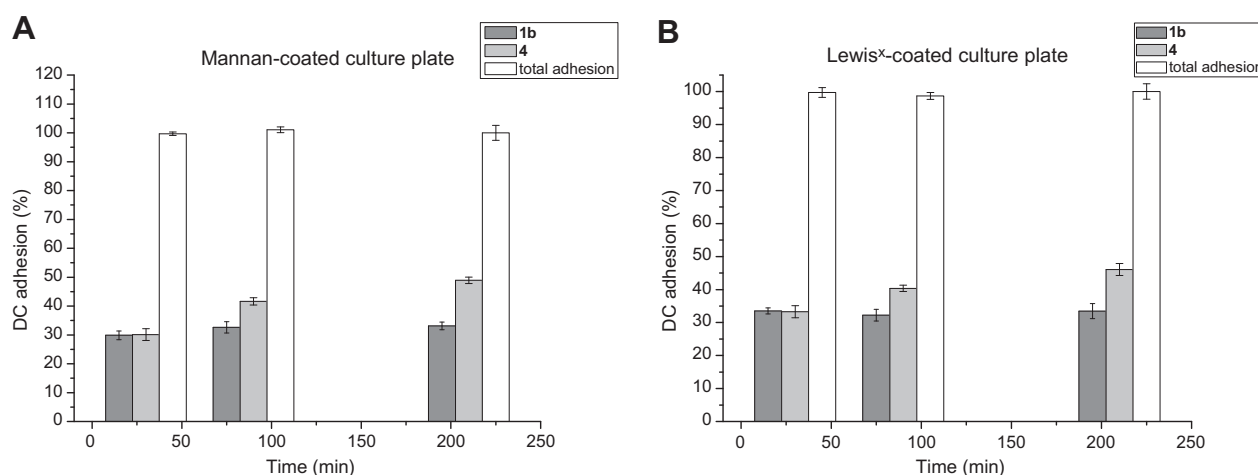 A
1b
4
total adhesion
Mannan-coated culture plate
120
110
100
90
80
70
60
50
40
30
20
10
0
DC adhesion (%)
0 50 100 150 200 250
Time (min)
B
1b
4
total adhesion
Lewisˣ-coated culture plate
100
90
80
70
60
50
40
30
20
10
0
DC adhesion (%)
0 50 100 150 200 250
Time (min)